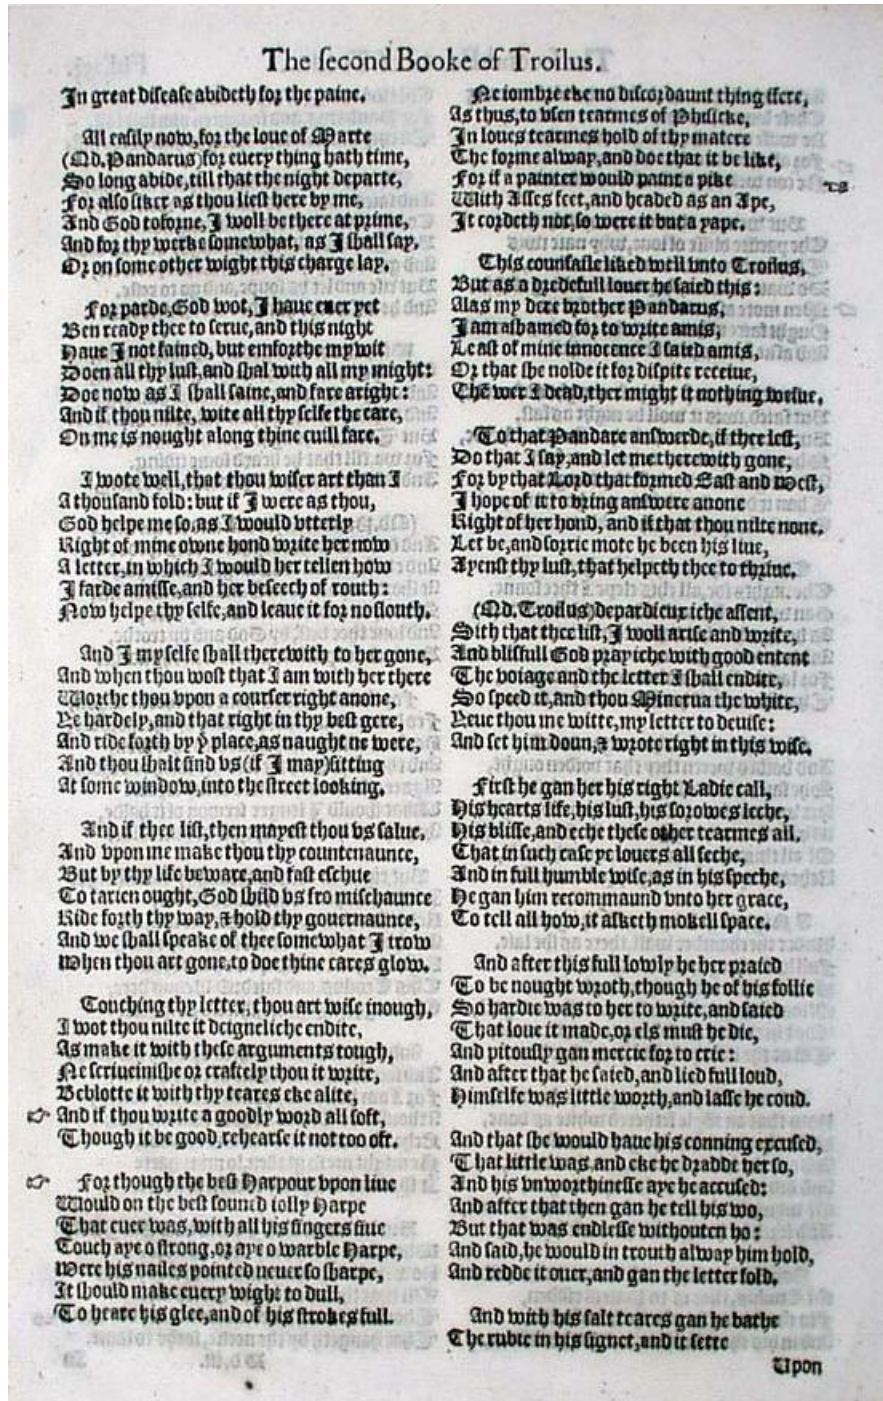 The second Booke of Troilus.
In great disease abideth for the paine.
All easily now, for the loue of Marte
(Qd. Pandarus) for euery thing hath time,
So long abide, till that the night departe,
For also siker as thou liest here by me,
And God toforne, I woll be there at prime,
And for thy werke somewhat, as I shall say,
Or on some other wight this charge lay.
For parde, God wot, I haue euer yet
Ben ready thee to serue, and this night
Haue I not fained, but emforthe my wit
Doen all thy lust, and shal with all my might:
Doe now as I shall saine, and fare aright:
And if thou nilte, wite all thy selfe the care,
On me is nought along thine euill fare.
I wote well, that thou wiser art than I
A thousand fold: but if I were as thou,
God helpe me so, as I would vtterly
Right of mine owne hond write her now
A letter, in which I would her tellen how
I farde amisse, and her beseech of routh:
Now helpe thy selfe, and leaue it for no slouth.
And I my selfe shall therewith to her gone,
And when thou wost that I am with her there
Worthe thou vpon a courser right anone,
Ye hardely, and that right in thy best gere,
And ride forth by yͤ place, as naught ne were,
And thou shalt find vs (if I may) sitting
At some window, into the street looking.
And if thee list, then mayest thou vs salue,
And vpon me make thou thy countenaunce,
But by thy life beware, and fast eschue
To tarien ought, God shild vs fro mischaunce
Ride forth thy way, & hold thy gouernaunce,
And we shall speake of thee somewhat I trow
When thou art gone, to doe thine eares glow.
Touching thy letter, thou art wise inough,
I wot thou nilte it deigneliche endite,
As make it with these arguments tough,
Ne scriueinishe or craftely thou it write,
Beblotte it with thy teares eke alite,
☞ And if thou write a goodly word all soft,
Though it be good, rehearse it not too oft.
☞ For though the best Harpour vpon liue
Would on the best sound iolly Harpe
That euer was, with all his fingers fiue
Touch aye o strong, or aye o warble Harpe,
Were his nailes pointed neuer so sharpe,
It should make euery wight to dull,
To heare his glee, and of his strokes full.
Ne iombre eke no discordaunt thing ifere,
As thus, to vsen tearmes of Phisicke,
In loues tearmes hold of thy matere
The forme alway, and doe that it be like,
For if a painter would paint a pike
With Asses feet, and headed as an Ape,
It cordeth not, so were it but a yape.
This counsaile liked well vnto Troilus,
But as a dredefull louer he saied this:
Alas my dere brother Pandarus,
I am ashamed for to write amis,
Least of mine innocence I saied amis,
Or that she nolde it for dispite receiue,
Thẽ wer I dead, ther might it nothing weiue.
To that Pandare answerde, if thee lest,
Do that I say, and let me therewith gone,
For by that Lord that formed East and West,
I hope of it to bring answere anone
Right of her hond, and if that thou nilte none,
Let be, and sorrie mote he been his liue,
Ayenst thy lust, that helpeth thee to thriue.
(Qd. Troilus) depardieux iche assent,
Sith that thee list, I woll arise and write,
And blisfull God pray iche with good entent
The voiage and the letter I shall endite,
So speed it, and thou Minerua the white,
Yeue thou me witte, my letter to deuise:
And set him doun, & wrote right in this wise.
First he gan her his right Ladie call,
His hearts life, his lust, his sorowes leche,
His blisse, and eche these other tearmes all,
That in such case ye louers all seche,
And in full humble wise, as in his speche,
He gan him recommaund vnto her grace,
To tell all how, it asketh mokell space.
And after this full lowly he her praied
To be nought wroth, though he of his follie
So hardie was to her to write, and saied
That loue it made, or els must he die,
And pitously gan mercie for to crie:
And after that he saied, and lied full loud,
Himselfe was little worth, and lasse he coud.
And that she would haue his conning excused,
That little was, and eke he dradde her so,
And his vnworthinesse aye he accused:
And after that then gan he tell his wo,
But that was endlesse withouten ho:
And said, he would in trouth alway him hold,
And redde it ouer, and gan the letter fold.
And with his salt teares gan he bathe
The rubie in his signet, and it sette
Upon